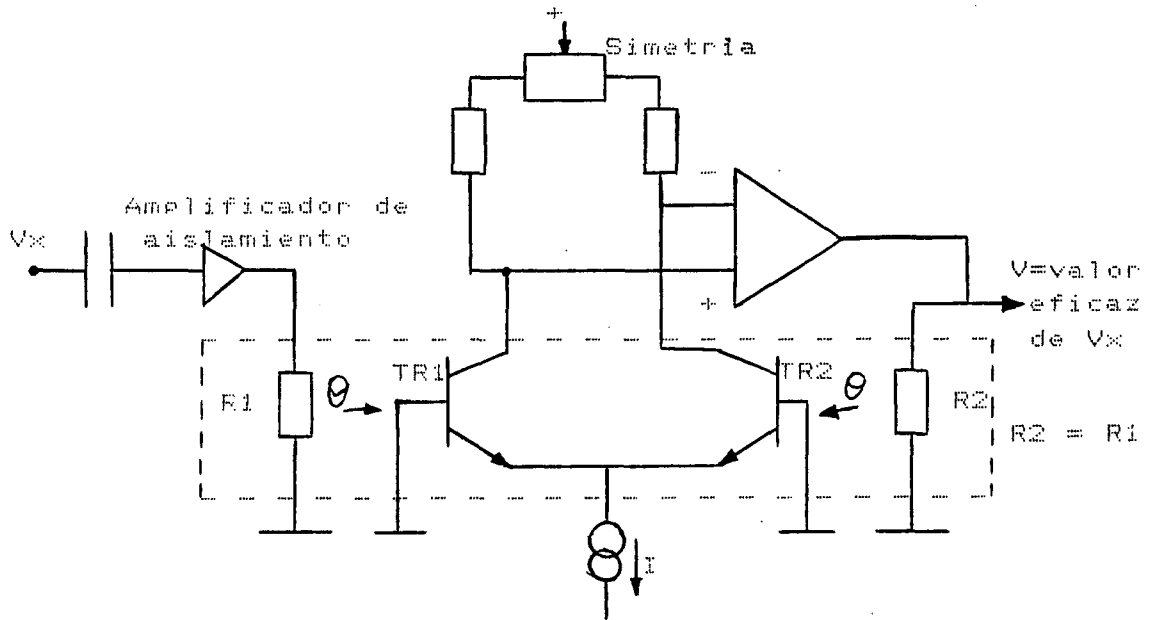 +
Simetria
Amplificador de
aislamiento
Vx
−
+
V=valor
eficaz
de Vx
TR1
TR2
R1
θ
θ
R2
R2 = R1
I